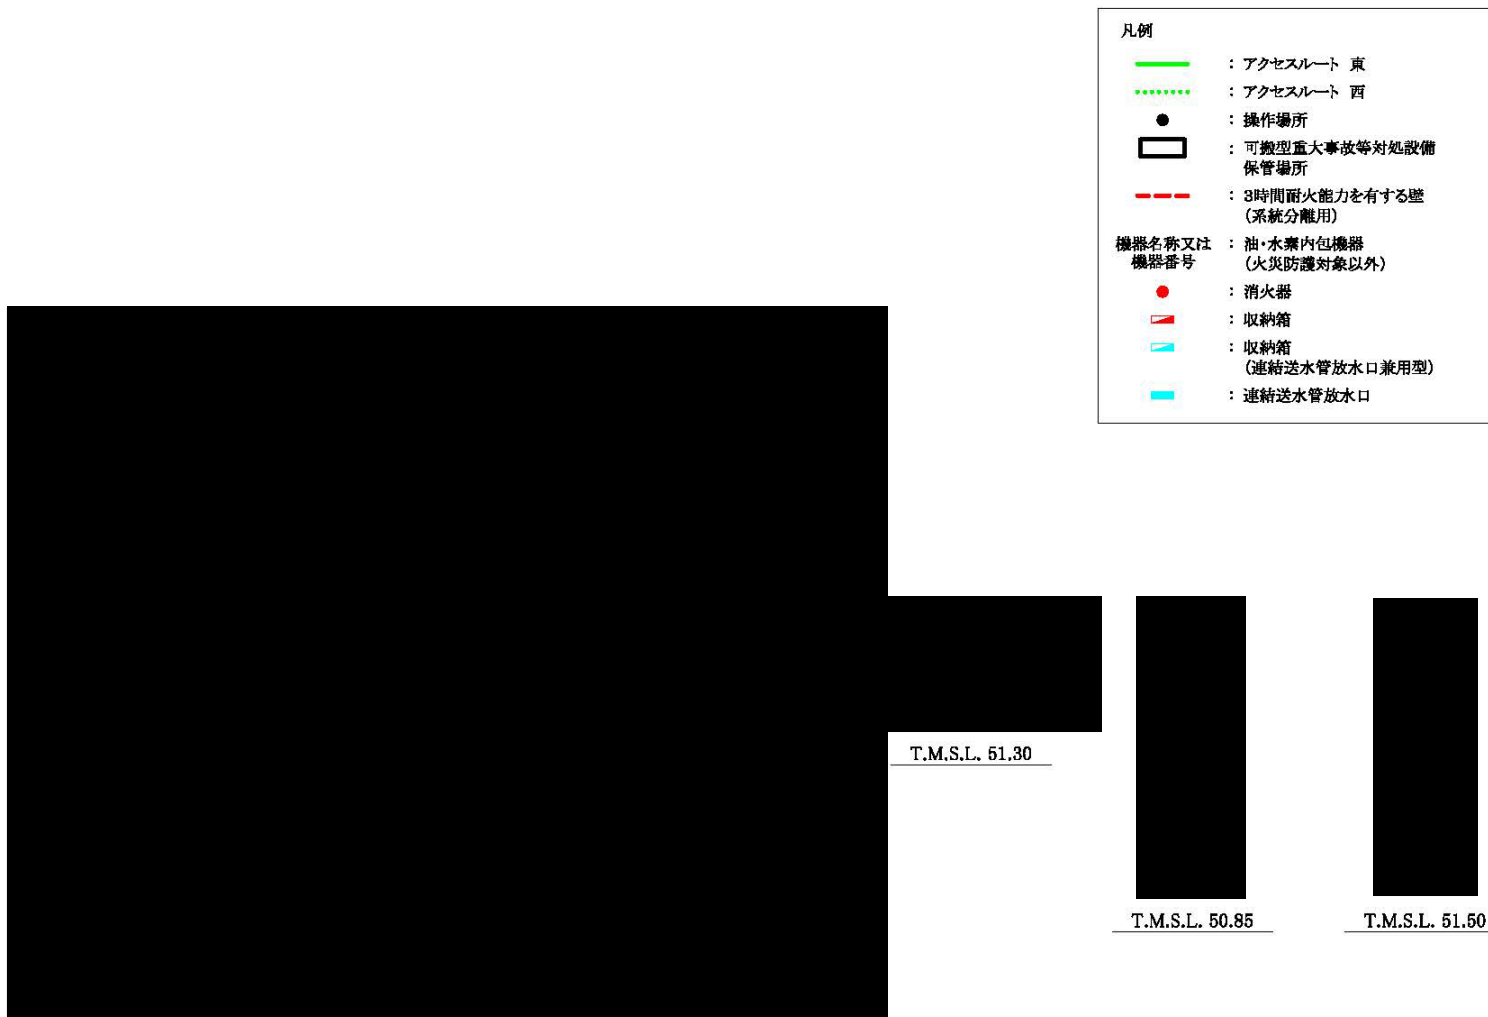 凡例
：アクセスルート 東
：アクセスルート 西
：操作場所
：可搬型重大事故等対処設備
保管場所
：3時間耐火能力を有する壁
(系統分離用)
機器名称又は
機器番号
：油・水素内包機器
(火災防護対象以外)
：消火器
：収納箱
：収納箱
(連結送水管放水口兼用型)
：連結送水管放水口
T.M.S.L. 51.30
T.M.S.L. 50.85
T.M.S.L. 51.50